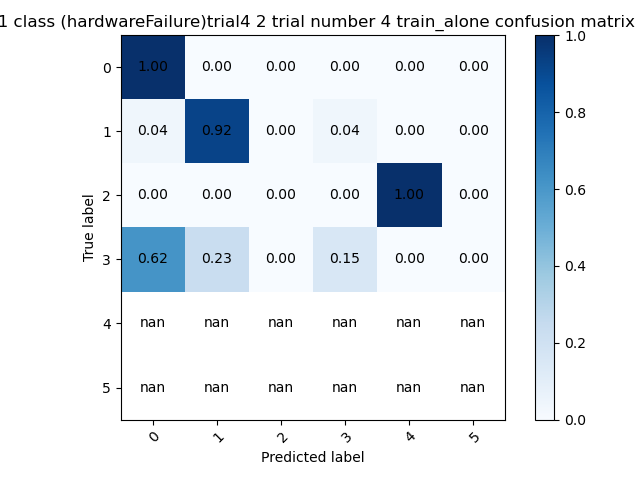 1 class (hardwareFailure)trial4 2 trial number 4 train_alone confusion matrix
True label
0 1.00 0.00 0.00 0.00 0.00 0.00
1 0.04 0.92 0.00 0.04 0.00 0.00
2 0.00 0.00 0.00 0.00 1.00 0.00
3 0.62 0.23 0.00 0.15 0.00 0.00
4 nan nan nan nan nan nan
5 nan nan nan nan nan nan
0 1 2 3 4 5
Predicted label
1.0
0.8
0.6
0.4
0.2
0.0